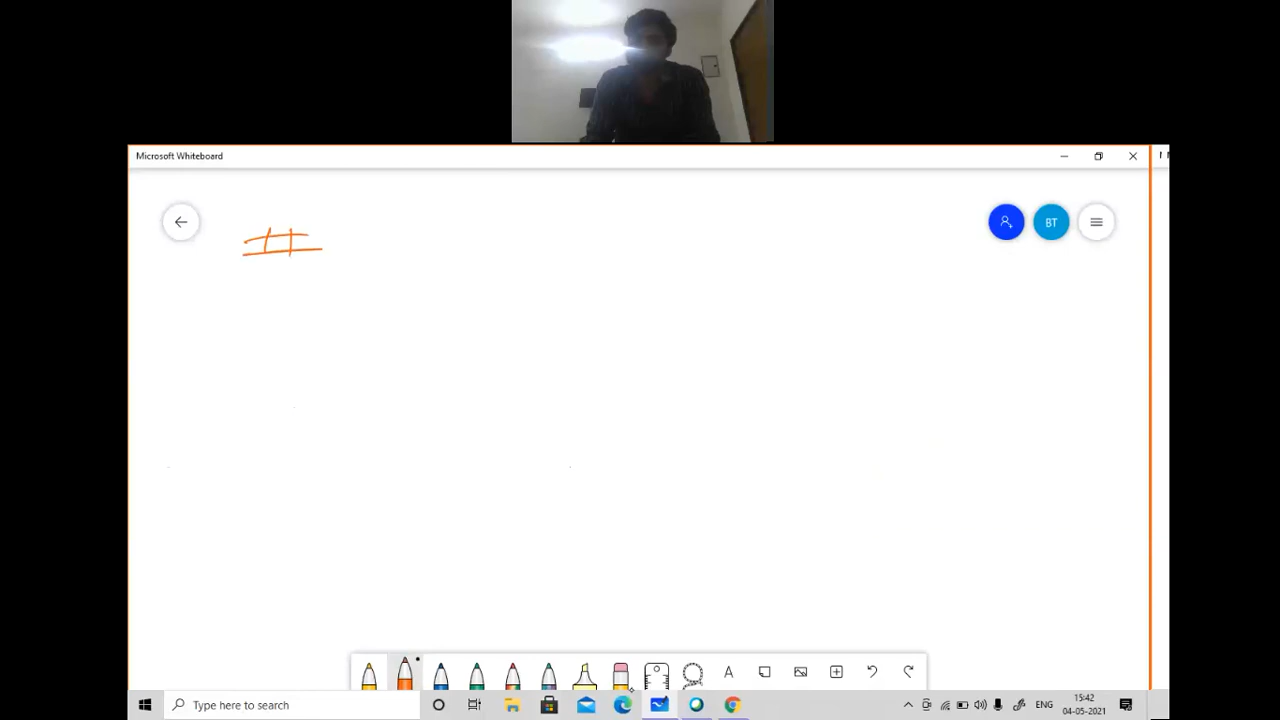 Microsoft Whiteboard
BT
#
A
Type here to search
ENG
15:42
04-05-2021